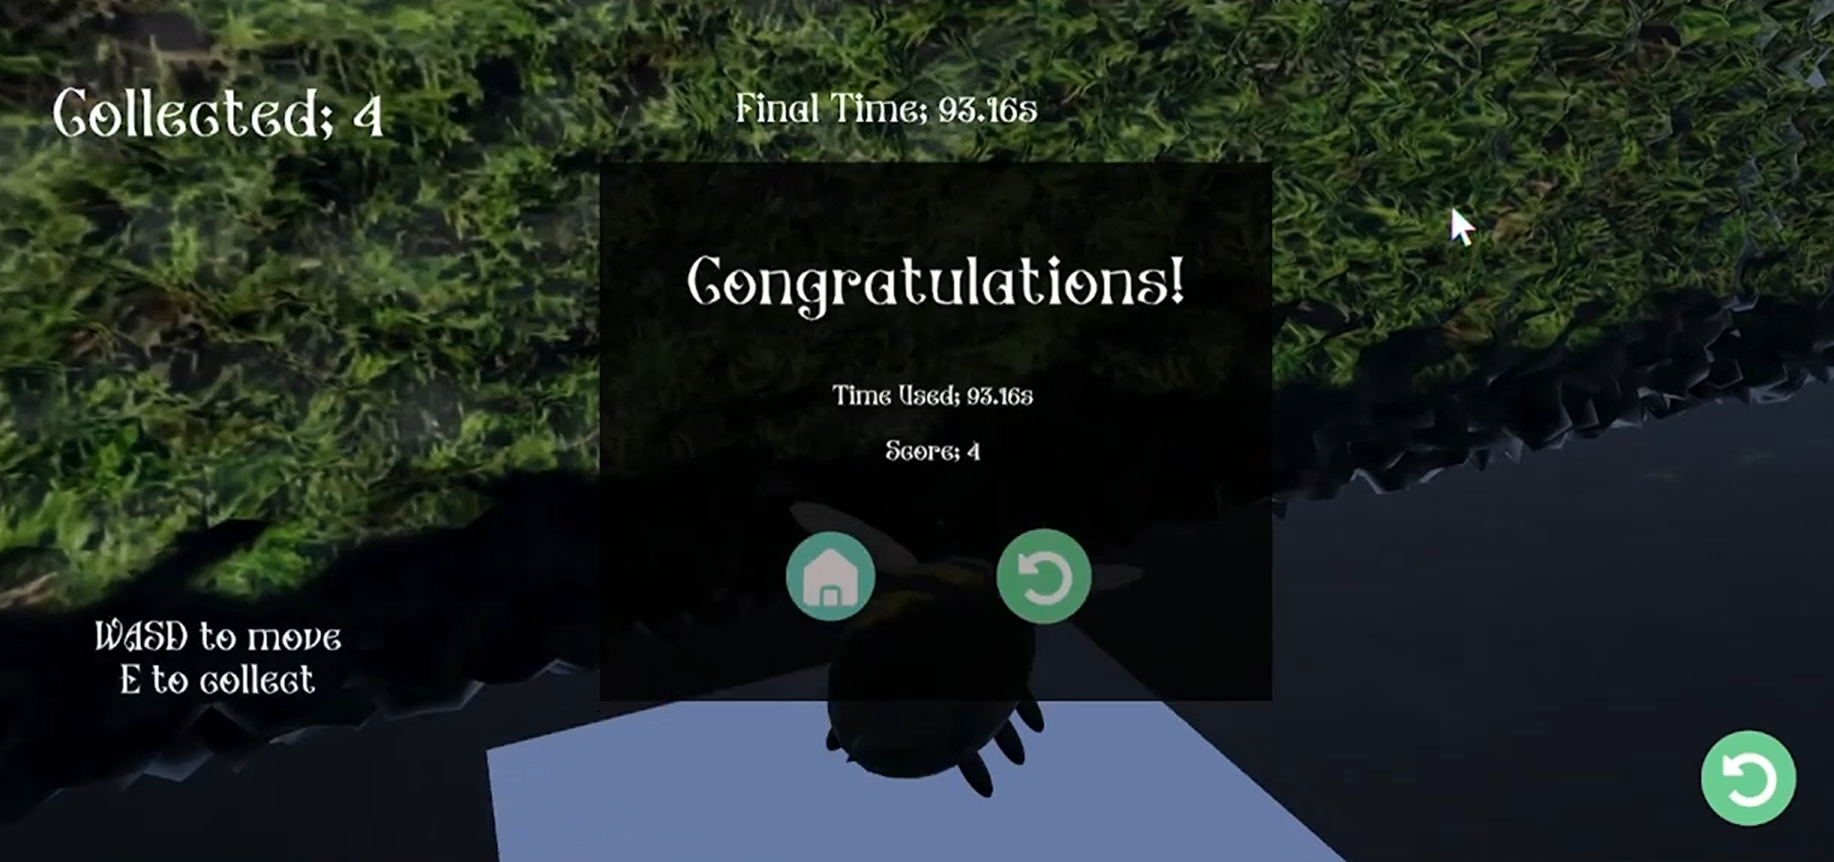 Collected; 4
Final Time; 93.16s
Congratulations!
Time Used; 93.16s
Score; 4
WASD to move
E to collect